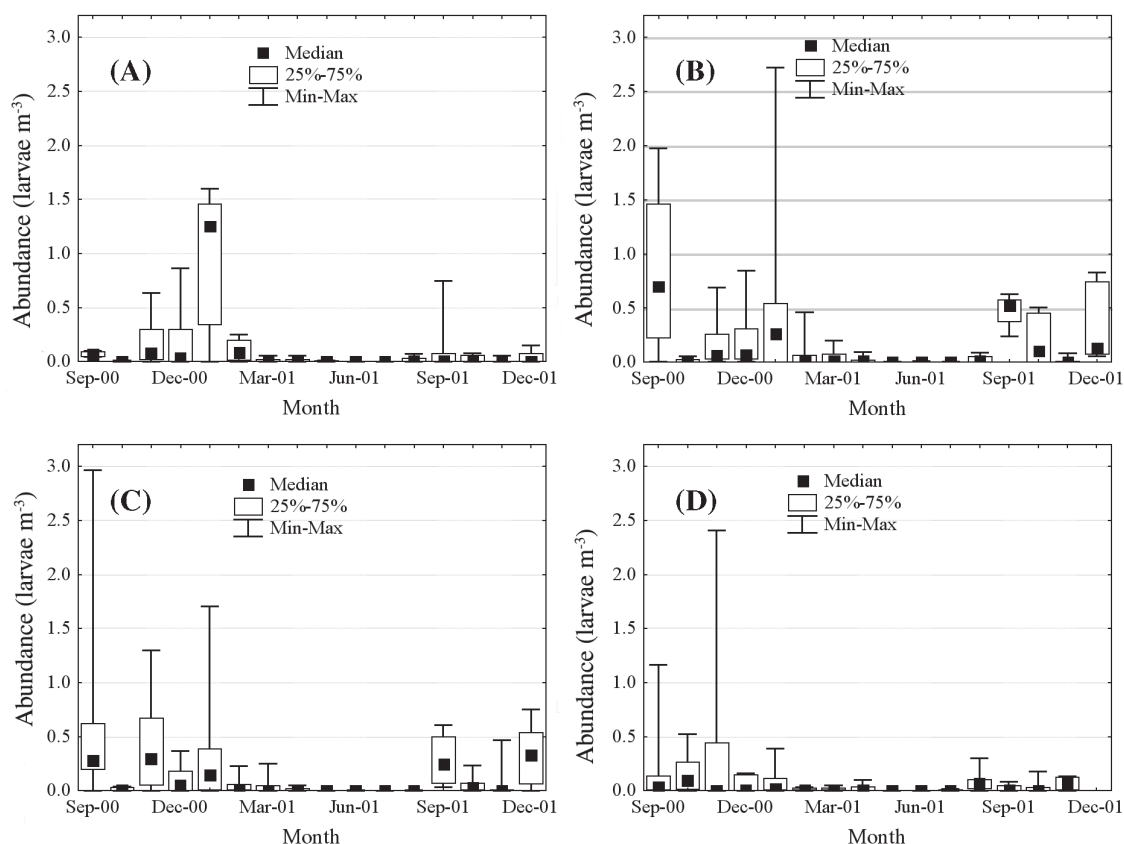 (A)
Median
25%-75%
Min-Max
Abundance (larvae m-3)
3.0
2.5
2.0
1.5
1.0
0.5
0.0
Sep-00 Dec-00 Mar-01 Jun-01 Sep-01 Dec-01
Month
(B)
Median
25%-75%
Min-Max
Abundance (larvae m-3)
3.0
2.5
2.0
1.5
1.0
0.5
0.0
Sep-00 Dec-00 Mar-01 Jun-01 Sep-01 Dec-01
Month
(C)
Median
25%-75%
Min-Max
Abundance (larvae m-3)
3.0
2.5
2.0
1.5
1.0
0.5
0.0
Sep-00 Dec-00 Mar-01 Jun-01 Sep-01 Dec-01
Month
(D)
Median
25%-75%
Min-Max
Abundance (larvae m-3)
3.0
2.5
2.0
1.5
1.0
0.5
0.0
Sep-00 Dec-00 Mar-01 Jun-01 Sep-01 Dec-01
Month